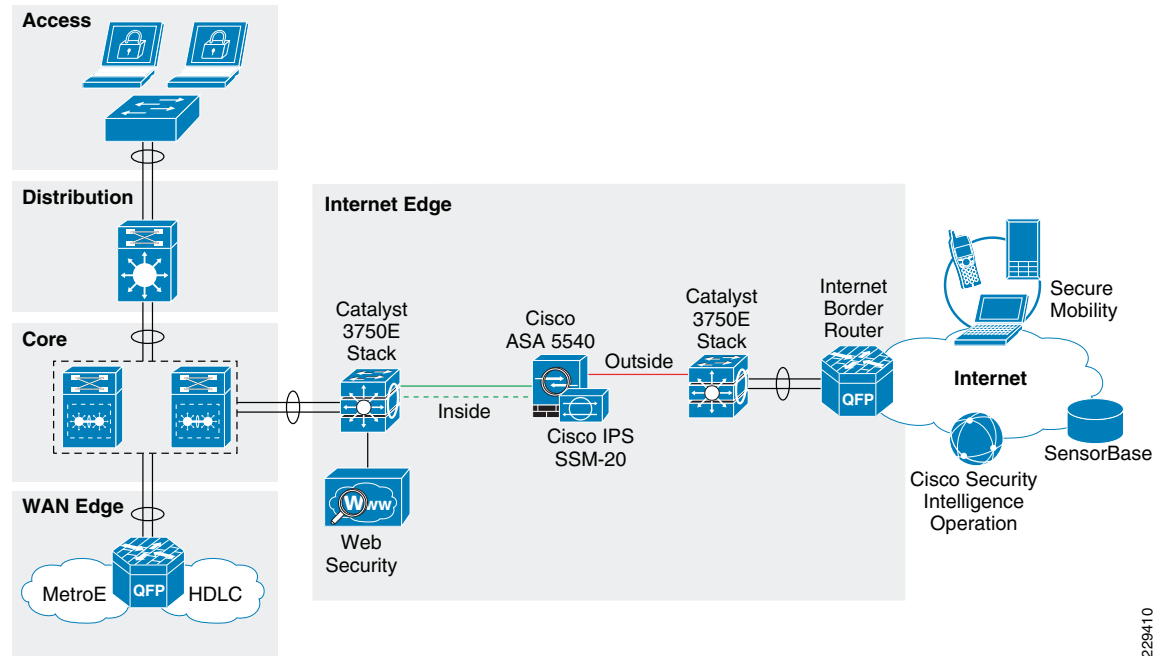 Access
Distribution
Core
WAN Edge
MetroE
QFP
HDLC
Internet Edge
Catalyst
3750E
Stack
Inside
Www
Web
Security
Cisco
ASA 5540
Outside
Cisco IPS
SSM-20
Catalyst
3750E
Stack
Internet
Border
Router
QFP
Secure
Mobility
Internet
SensorBase
Cisco Security
Intelligence
Operation
229410